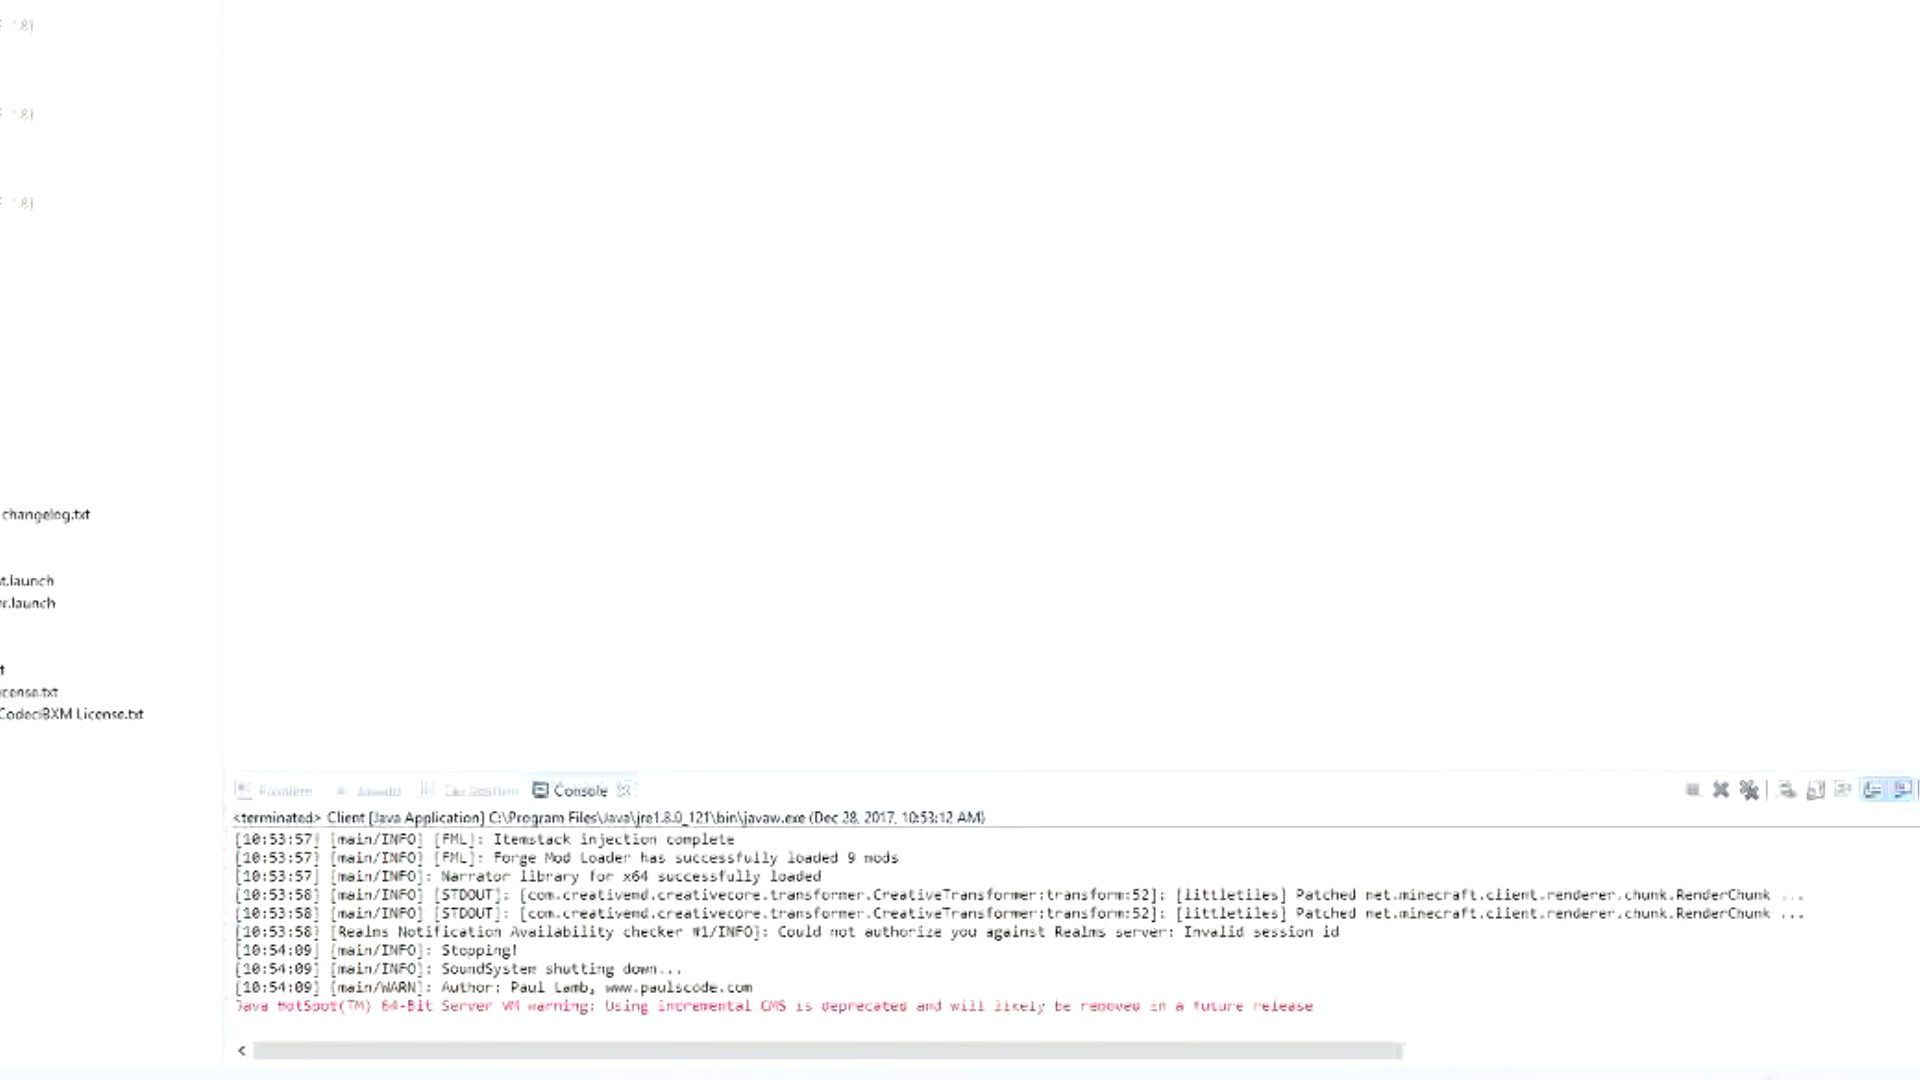 1.8)
1.8)
1.8)
changelog.txt
t.launch
r.launch
t
icense.txt
CodecIBXM License.txt
Problems Javadoc Declaration Console
<terminated> Client [Java Application] C:\Program Files\Java\jre1.8.0_121\bin\javaw.exe (Dec 28, 2017, 10:53:12 AM)
[10:53:57] [main/INFO] [FML]: Itemstack injection complete
[10:53:57] [main/INFO] [FML]: Forge Mod Loader has successfully loaded 9 mods
[10:53:57] [main/INFO]: Narrator library for x64 successfully loaded
[10:53:58] [main/INFO] [STDOUT]: [com.creativemd.creativecore.transformer.CreativeTransformer:transform:52]: [littletiles] Patched net.minecraft.client.renderer.chunk.RenderChunk ...
[10:53:58] [main/INFO] [STDOUT]: [com.creativemd.creativecore.transformer.CreativeTransformer:transform:52]: [littletiles] Patched net.minecraft.client.renderer.chunk.RenderChunk ...
[10:53:58] [Realms Notification Availability checker #1/INFO]: Could not authorize you against Realms server: Invalid session id
[10:54:09] [main/INFO]: Stopping!
[10:54:09] [main/INFO]: SoundSystem shutting down...
[10:54:09] [main/WARN]: Author: Paul Lamb, www.paulscode.com
Java HotSpot(TM) 64-Bit Server VM warning: Using incremental CMS is deprecated and will likely be removed in a future release